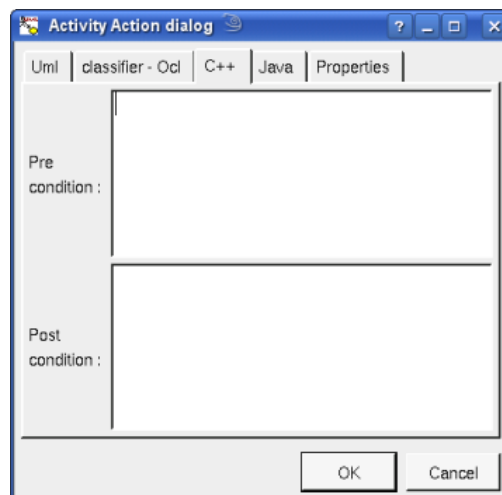 Activity Action dialog
Uml classifier - Ocl C++ Java Properties
Pre
condition :
Post
condition :
OK Cancel